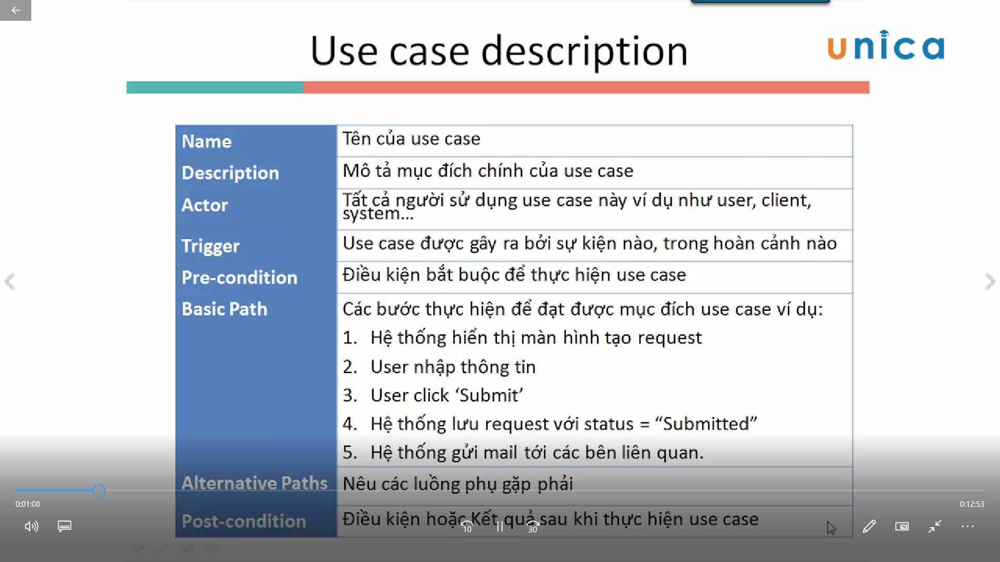 Use case description
unica
Name
Tên của use case
Description
Mô tả mục đích chính của use case
Actor
Tất cả người sử dụng use case này ví dụ như user, client,
system...
Trigger
Use case được gây ra bởi sự kiện nào, trong hoàn cảnh nào
Pre-condition
Điều kiện bắt buộc để thực hiện use case
Basic Path
Các bước thực hiện để đạt được mục đích use case ví dụ:
1. Hệ thống hiển thị màn hình tạo request
2. User nhập thông tin
3. User click ‘Submit’
4. Hệ thống lưu request với status = “Submitted”
5. Hệ thống gửi mail tới các bên liên quan.
Alternative Paths
Nêu các luồng phụ gặp phải
0:01:08
0:12:53
Post-condition
Điều kiện hoặc Kết quả sau khi thực hiện use case
10
30